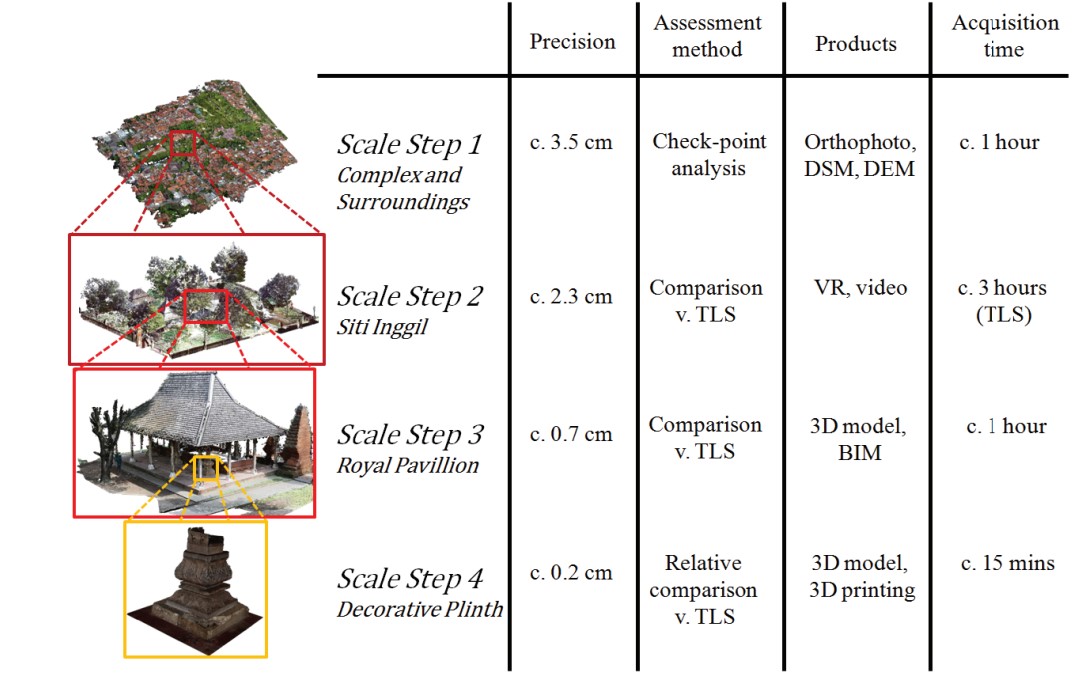 Precision
Assessment
method
Products
Acquisition
time
Scale Step 1
Complex and
Surroundings
c. 3.5 cm
Check-point
analysis
Orthophoto,
DSM, DEM
c. 1 hour
Scale Step 2
Siti Inggil
c. 2.3 cm
Comparison
v. TLS
VR, video
c. 3 hours
(TLS)
Scale Step 3
Royal Pavillion
c. 0.7 cm
Comparison
v. TLS
3D model,
BIM
c. 1 hour
Scale Step 4
Decorative Plinth
c. 0.2 cm
Relative
comparison
v. TLS
3D model,
3D printing
c. 15 mins